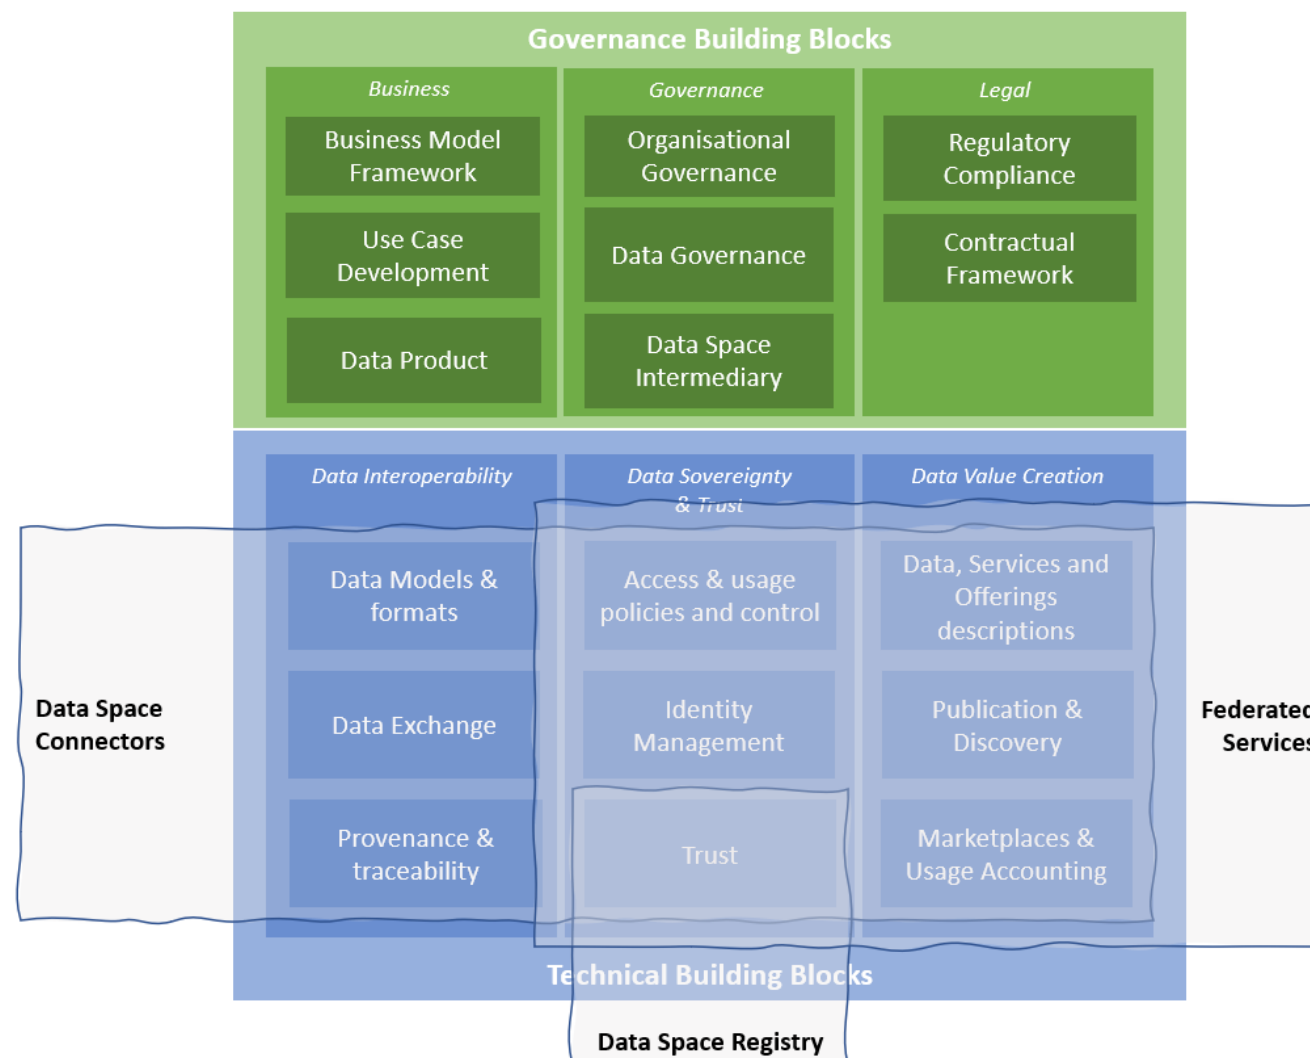 Governance Building Blocks
Business
Business Model
Framework
Use Case
Development
Data Product
Governance
Organisational
Governance
Data Governance
Data Space
Intermediary
Legal
Regulatory
Compliance
Contractual
Framework
Data Interoperability
Data Models &
formats
Data Exchange
Provenance &
traceability
Data Sovereignty
& Trust
Access & usage
policies and control
Identity
Management
Trust
Data Value Creation
Data, Services and
Offerings
descriptions
Publication &
Discovery
Marketplaces &
Usage Accounting
Technical Building Blocks
Data Space
Connectors
Federated
Services
Data Space Registry